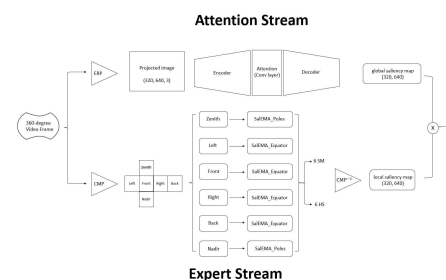 Attention Stream
ERP
Projected image
(320, 640, 3)
Encoder
Attention
(Conv layer)
Decoder
global saliency map
(320, 640)
360-degree
Video Frame
X
CMP
Zenith
Left
Front
Right
Back
Nadir
Zenith
SalEMA_Poles
Left
SalEMA_Equator
Front
SalEMA_Equator
Right
SalEMA_Equator
Back
SalEMA_Equator
Nadir
SalEMA_Poles
6 SM
6 HS
local saliency map
(320, 640)
Expert Stream